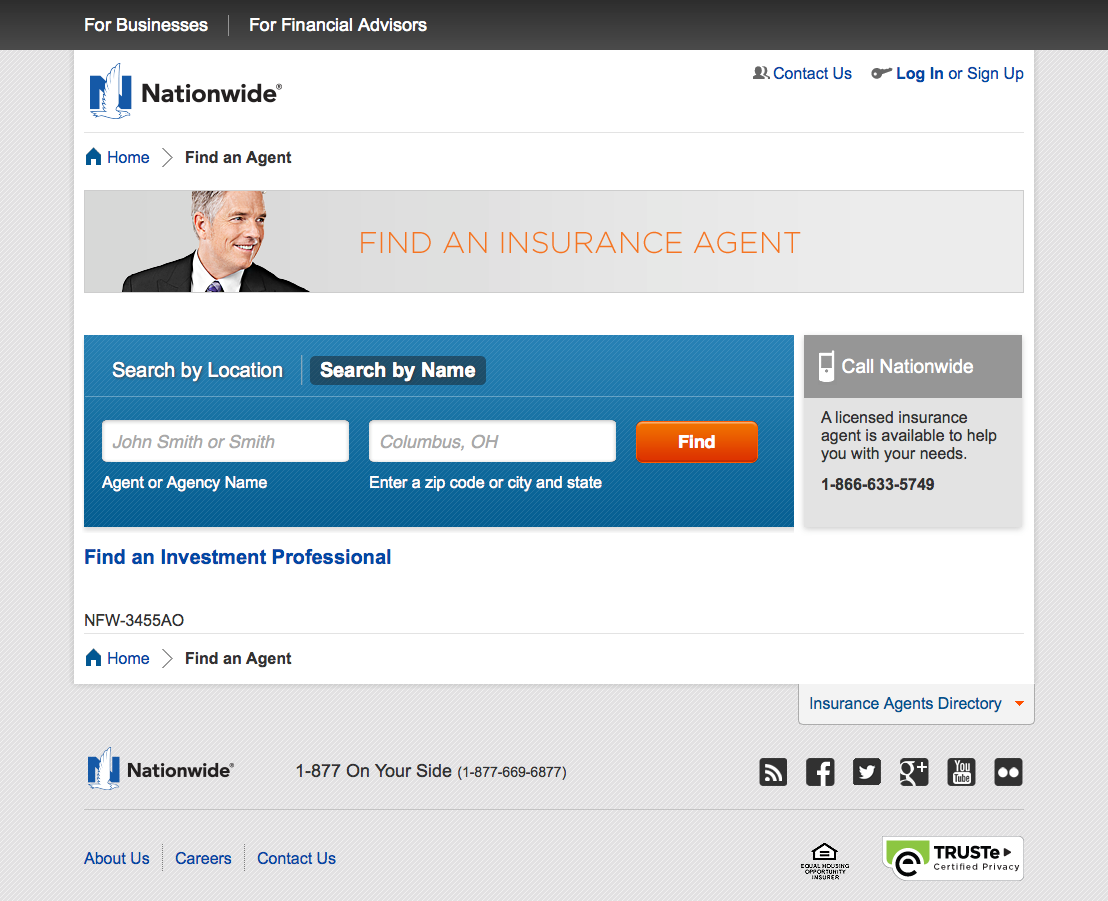 For Businesses
For Financial Advisors
Nationwide®
Contact Us
Log In or Sign Up
Home
Find an Agent
FIND AN INSURANCE AGENT
Search by Location
Search by Name
John Smith or Smith
Columbus, OH
Find
Agent or Agency Name
Enter a zip code or city and state
Call Nationwide
A licensed insurance
agent is available to help
you with your needs.
1-866-633-5749
Find an Investment Professional
NFW-3455AO
Home
Find an Agent
Insurance Agents Directory
Nationwide®
1-877 On Your Side (1-877-669-6877)
g+
You
Tube
About Us
Careers
Contact Us
EQUAL HOUSING
OPPORTUNITY
INSURER
TRUSTe
Certified Privacy